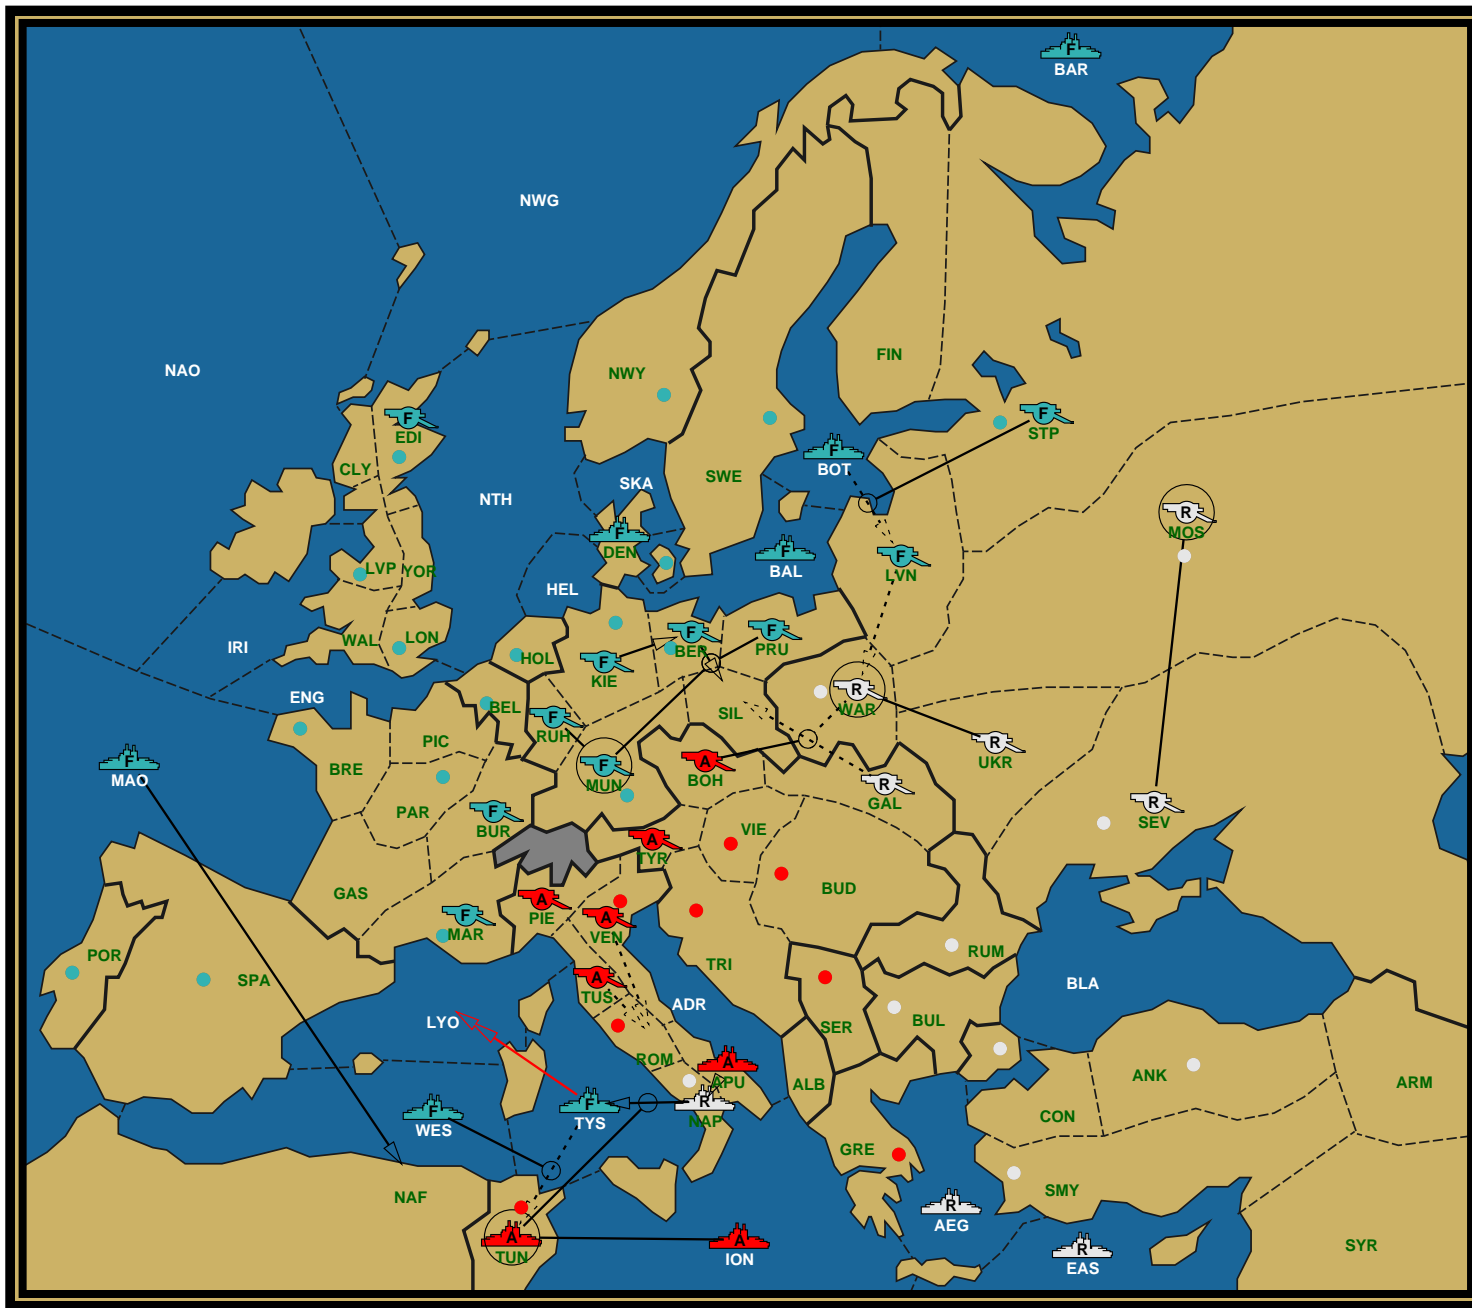 F
BAR
NWG
NAO
FIN
NWY
F
EDI
F
STP
F
BOT
CLY
SWE
SKA
NTH
R
MOS
F
DEN
F
BAL
F
LVN
LVP
YOR
HEL
IRI
WAL
LON
HOL
F
KIE
F
BER
F
PRU
ENG
BEL
F
RUH
SIL
R
WAR
PIC
BRE
R
UKR
F
MAO
F
MUN
A
BOH
R
GAL
PAR
F
BUR
R
SEV
VIE
A
TYR
BUD
GAS
A
PIE
F
MAR
A
VEN
POR
SPA
TRI
RUM
A
TUS
BLA
ADR
LYO
SER
BUL
ROM
A
APU
ALB
ANK
ARM
F
WES
F
TYS
R
NAP
CON
GRE
NAF
SMY
R
AEG
A
TUN
A
ION
R
EAS
SYR